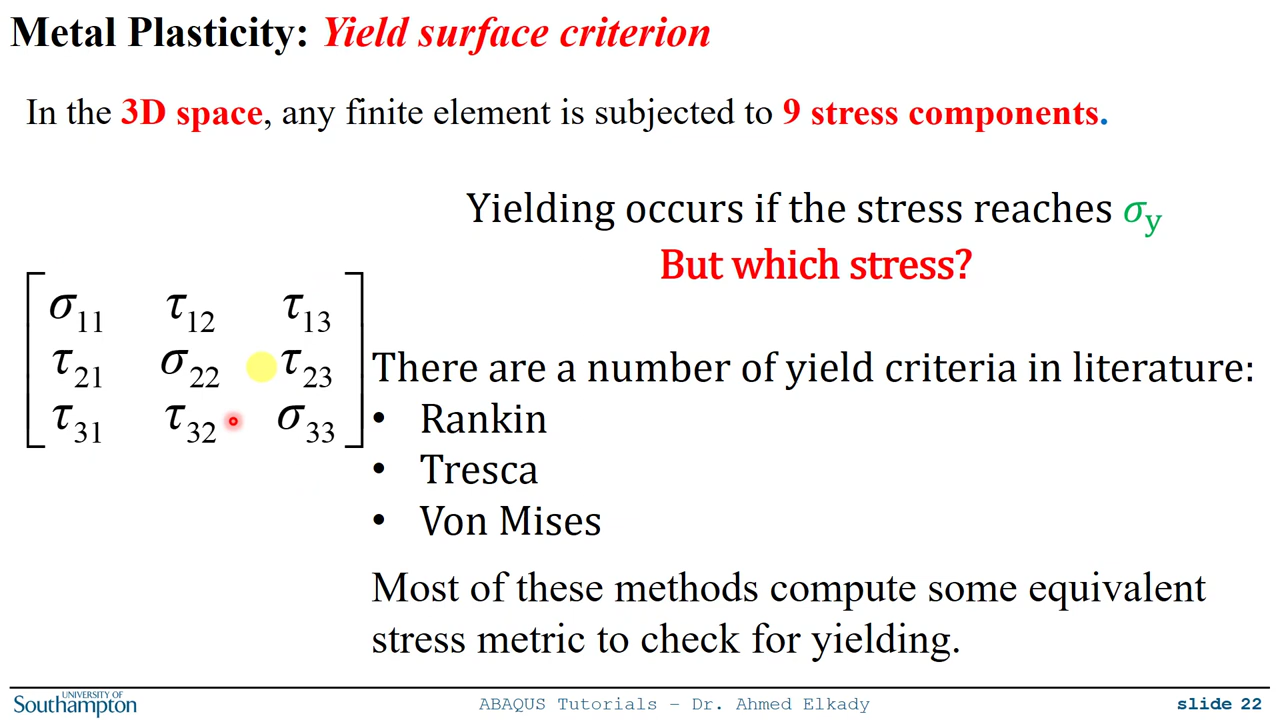 Metal Plasticity: Yield surface criterion
In the 3D space, any finite element is subjected to 9 stress components.
Yielding occurs if the stress reaches σy
But which stress?
σ11 τ12 τ13
τ21 σ22 τ23
τ31 τ32 σ33
There are a number of yield criteria in literature:
• Rankin
• Tresca
• Von Mises
Most of these methods compute some equivalent
stress metric to check for yielding.
UNIVERSITY OF
Southampton
ABAQUS Tutorials – Dr. Ahmed Elkady
slide 22